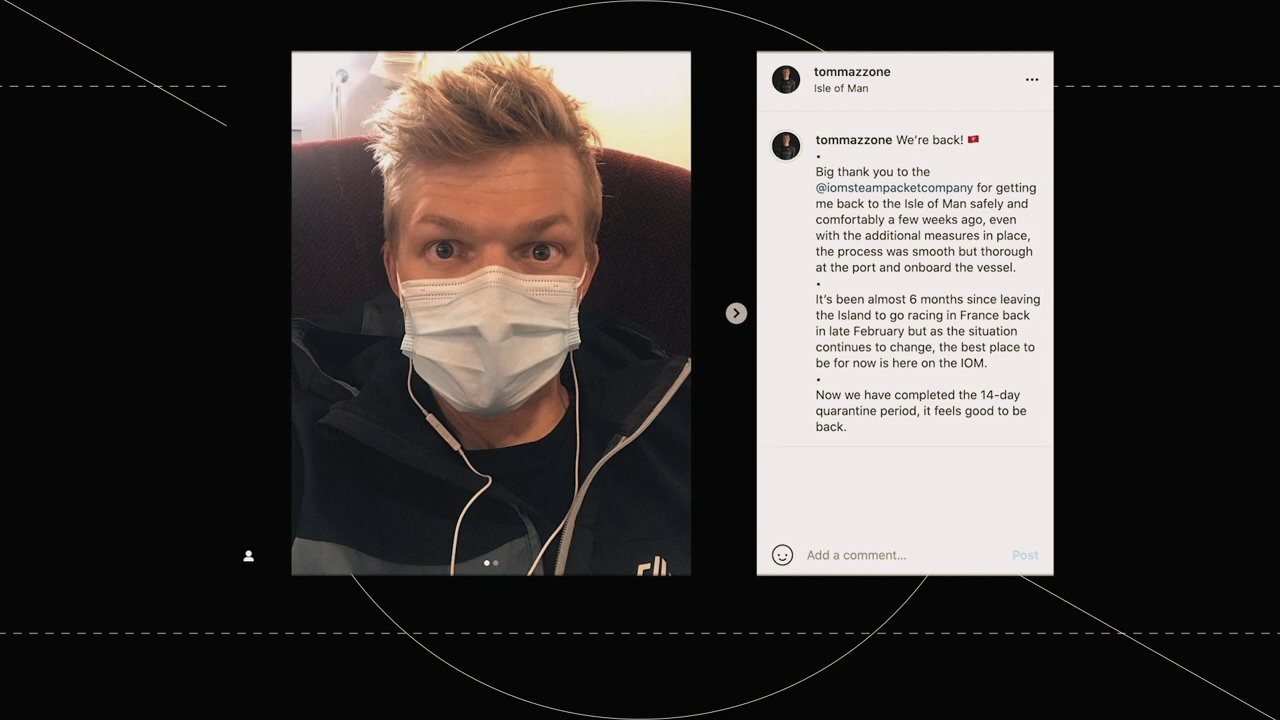 tommazzone
Isle of Man
tommazzone We're back!
•
Big thank you to the
@iomsteampacketcompany for getting
me back to the Isle of Man safely and
comfortably a few weeks ago, even
with the additional measures in place,
the process was smooth but thorough
at the port and onboard the vessel.
•
It's been almost 6 months since leaving
the Island to go racing in France back
in late February but as the situation
continues to change, the best place to
be for now is here on the IOM.
•
Now we have completed the 14-day
quarantine period, it feels good to be
back.
Add a comment...
Post